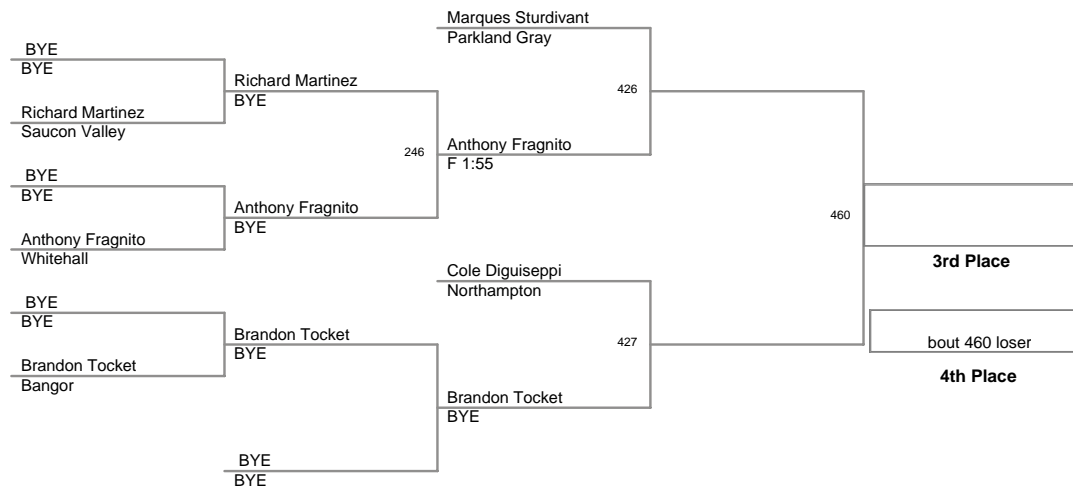 Marques Sturdivant
Parkland Gray
BYE
BYE
Richard Martinez
BYE
426
Richard Martinez
Saucon Valley
Anthony Fragnito
F 1:55
246
BYE
BYE
Anthony Fragnito
BYE
460
Anthony Fragnito
Whitehall
3rd Place
Cole Diguiseppi
Northampton
BYE
BYE
Brandon Tocket
BYE
427
bout 460 loser
Brandon Tocket
Bangor
4th Place
Brandon Tocket
BYE
BYE
BYE